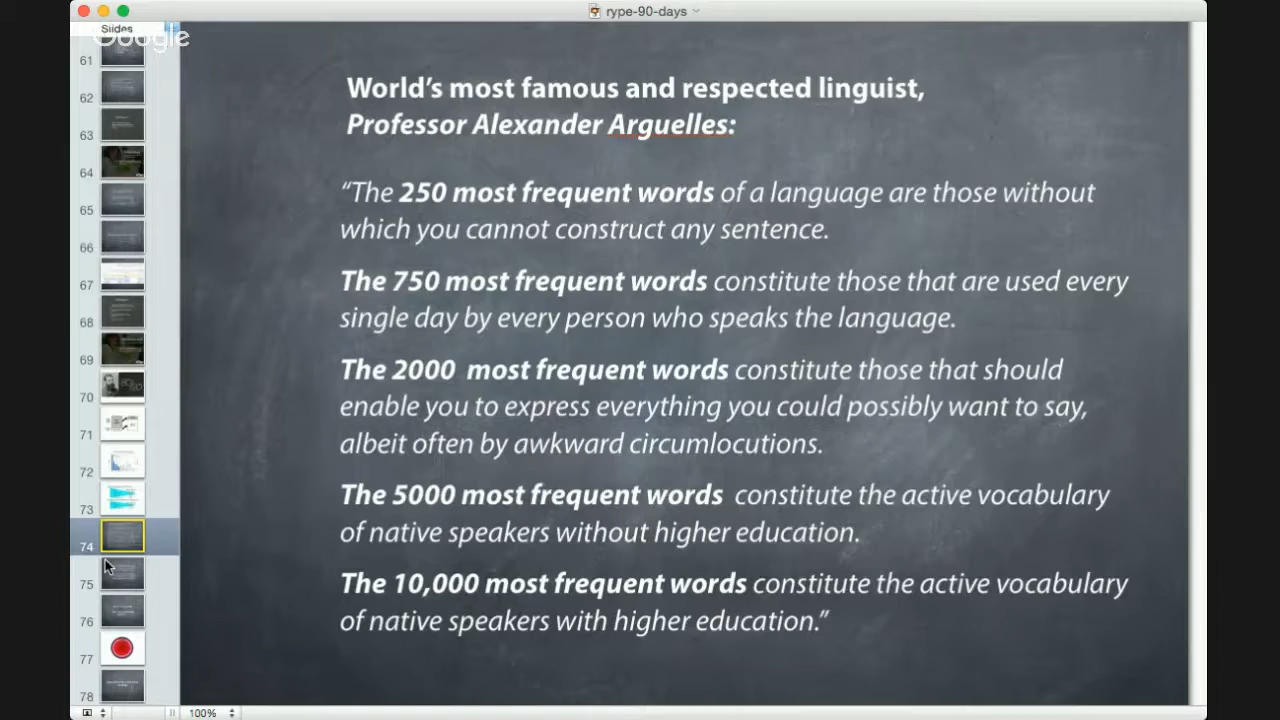 rype-90-days
Slides
Google
World's most famous and respected linguist,
Professor Alexander Arguelles:
"The 250 most frequent words of a language are those without
which you cannot construct any sentence.
The 750 most frequent words constitute those that are used every
single day by every person who speaks the language.
The 2000 most frequent words constitute those that should
enable you to express everything you could possibly want to say,
albeit often by awkward circumlocutions.
The 5000 most frequent words constitute the active vocabulary
of native speakers without higher education.
The 10,000 most frequent words constitute the active vocabulary
of native speakers with higher education."
61
62
63
64
65
66
67
68
69
70
71
72
73
74
75
76
77
78
100%